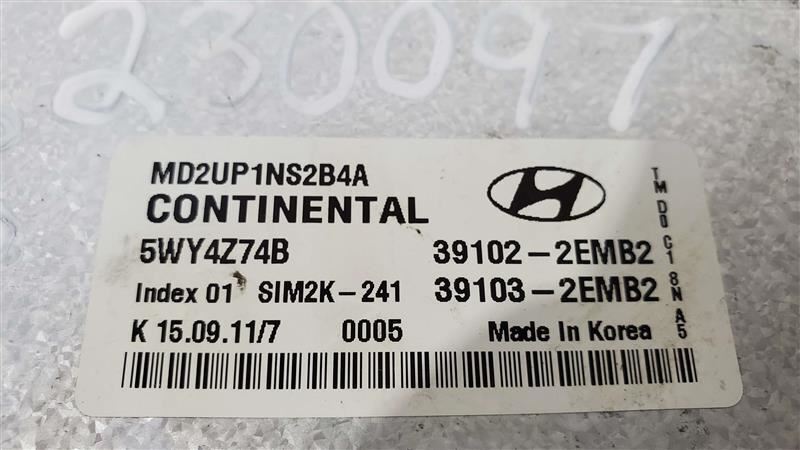 230097
MD2UP1NS2B4A
CONTINENTAL
5WY4Z74B 39102-2EMB2
Index 01 SIM2K-241 39103-2EMB2
K 15.09.11/7 0005 Made In Korea
TM D0 C1 8N A5